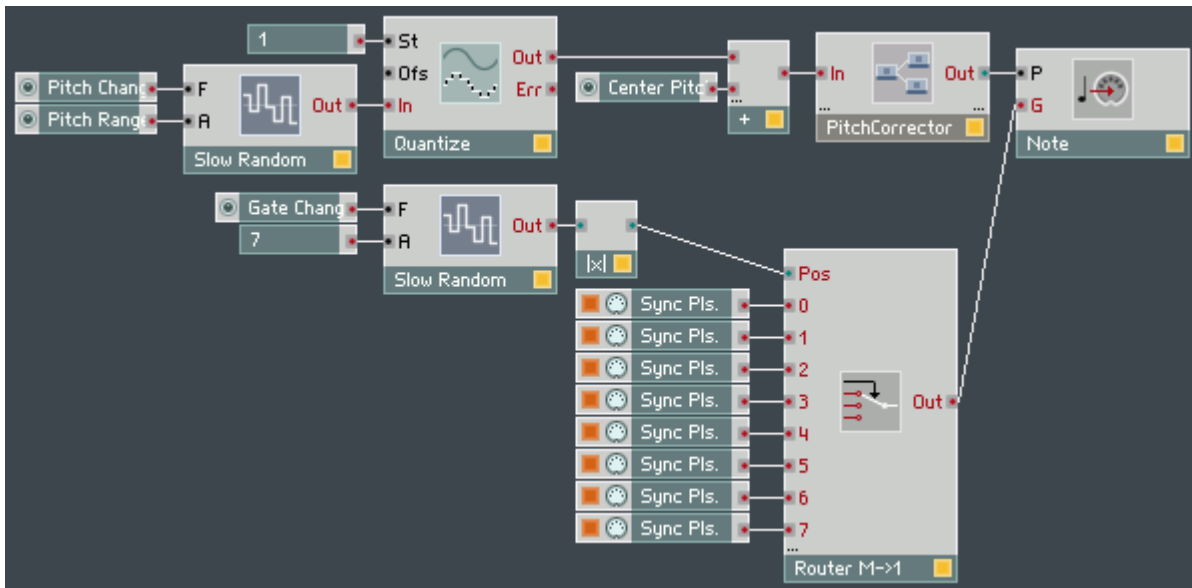 1
St
Ofs
In
Out
Err
Quantize
Pitch Chan
Pitch Range
F
A
Out
Slow Random
Center Pitc
...
+
In
Out
...
...
PitchCorrector
P
G
Note
Gate Chang
7
F
A
Out
Slow Random
|x|
Pos
Sync Pls.
0
Sync Pls.
1
Sync Pls.
2
Sync Pls.
3
Sync Pls.
4
Sync Pls.
5
Sync Pls.
6
Sync Pls.
7
Out
...
Router M->1